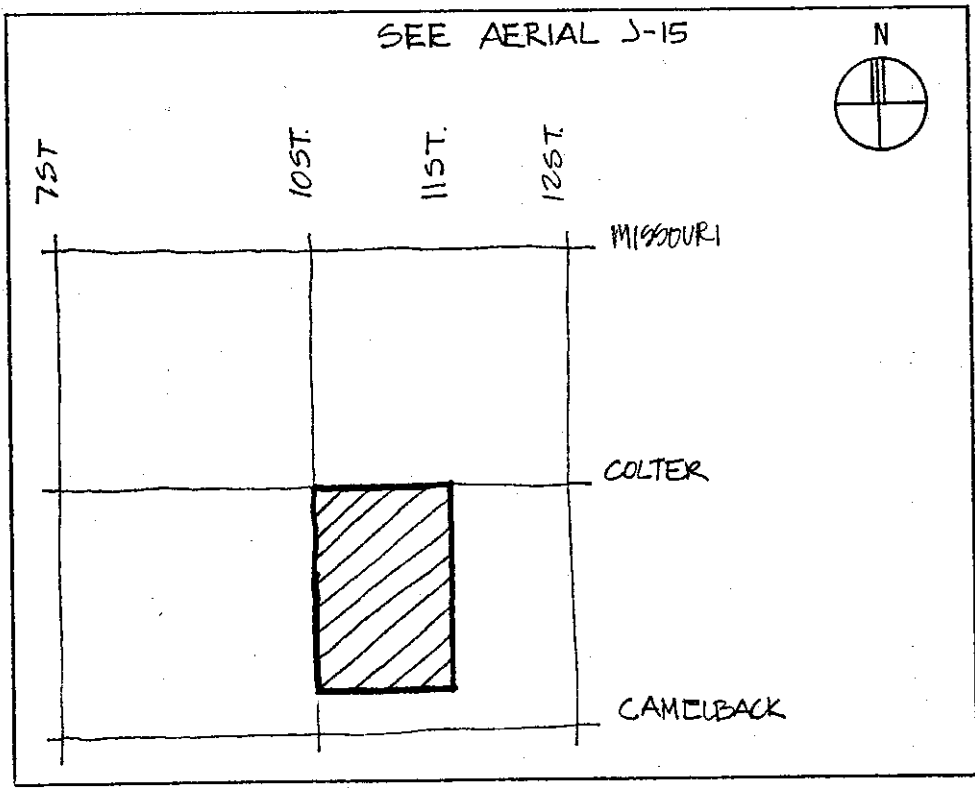 SEE AERIAL J-15
N
7ST
10ST.
11ST.
12ST.
MISSOURI
COLTER
CAMELBACK